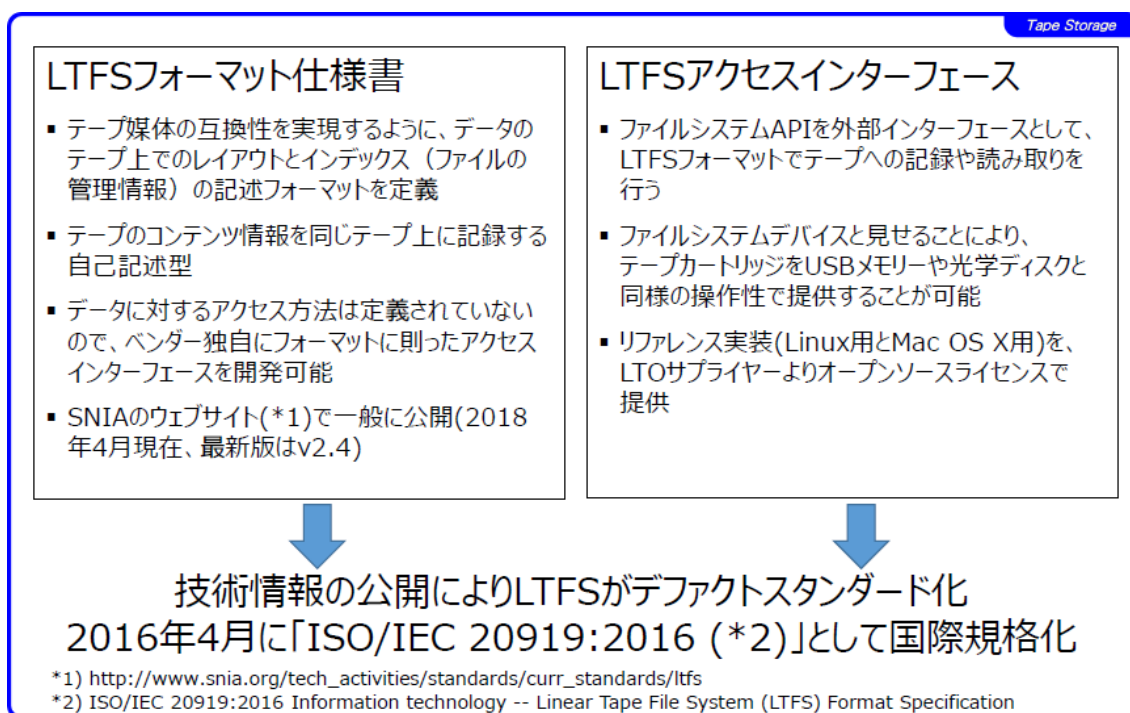 Tape Storage
LTFSフォーマット仕様書
▪ テープ媒体の互換性を実現するように、データの
テープ上でのレイアウトとインデックス（ファイルの
管理情報）の記述フォーマットを定義
▪ テープのコンテンツ情報を同じテープ上に記録する
自己記述型
▪ データに対するアクセス方法は定義されていない
ので、ベンダー独自にフォーマットに則ったアクセス
インターフェースを開発可能
▪ SNIAのウェブサイト(*1)で一般に公開(2018
年4月現在、最新版はv2.4)
LTFSアクセスインターフェース
▪ ファイルシステムAPIを外部インターフェースとして、
LTFSフォーマットでテープへの記録や読み取りを
行う
▪ ファイルシステムデバイスと見せることにより、
テープカートリッジをUSBメモリーや光学ディスクと
同様の操作性で提供することが可能
▪ リファレンス実装(Linux用とMac OS X用)を、
LTOサプライヤーよりオープンソースライセンスで
提供
技術情報の公開によりLTFSがデファクトスタンダード化
2016年4月に「ISO/IEC 20919:2016 (*2)」として国際規格化
*1) http://www.snia.org/tech_activities/standards/curr_standards/ltfs
*2) ISO/IEC 20919:2016 Information technology -- Linear Tape File System (LTFS) Format Specification